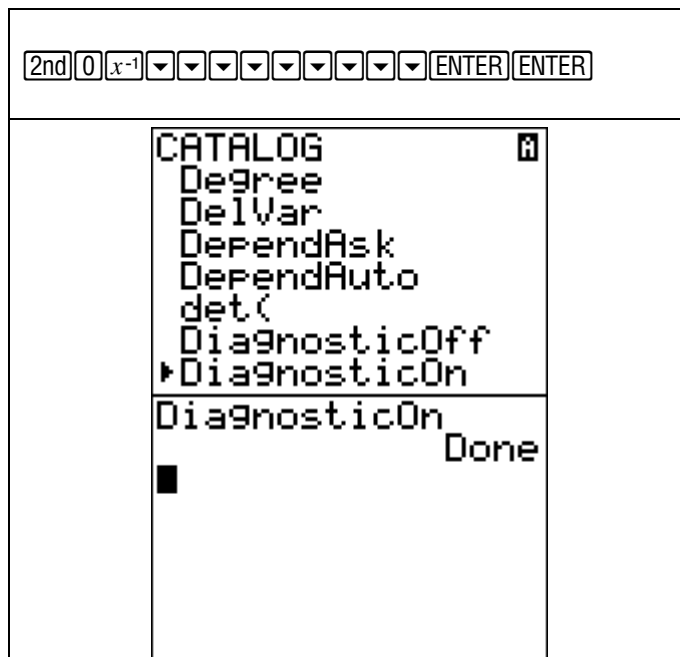 2nd 0 x-1 ▼ ▼ ▼ ▼ ▼ ▼ ▼ ▼ ▼ ENTER ENTER
CATALOG A
Degree
DelVar
DependAsk
DependAuto
det(
DiagnosticOff
▸DiagnosticOn
DiagnosticOn
Done